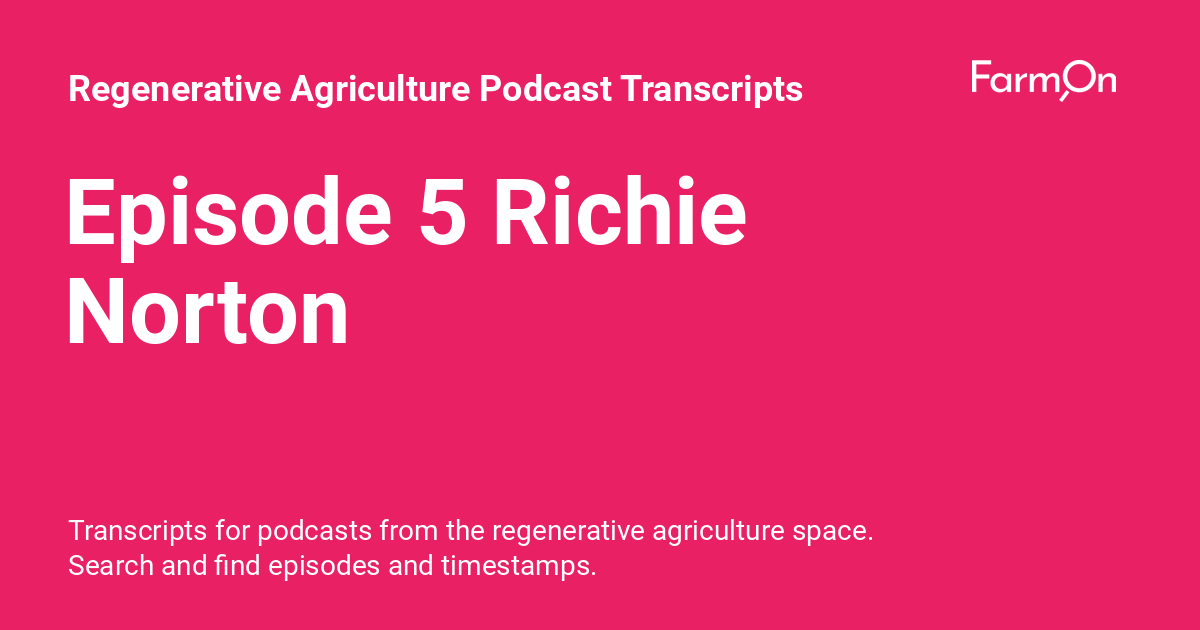 Regenerative Agriculture Podcast Transcripts
FarmOn
Episode 5 Richie
Norton
Transcripts for podcasts from the regenerative agriculture space.
Search and find episodes and timestamps.